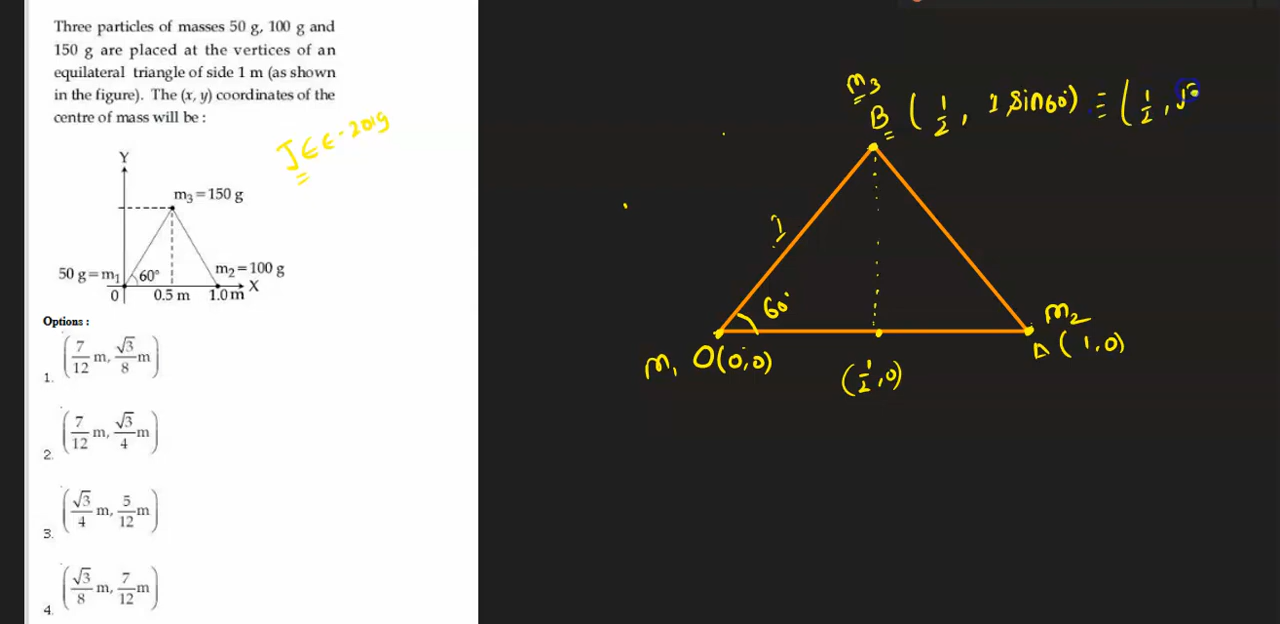 Three particles of masses 50 g, 100 g and
150 g are placed at the vertices of an
equilateral triangle of side 1 m (as shown
in the figure). The (x, y) coordinates of the
centre of mass will be :
JEE-2019
Y
m₃=150 g
50 g=m₁
60°
m₂=100 g
0
0.5 m
1.0m
X
Options :
1. (7/12 m, √3/8 m)
2. (7/12 m, √3/4 m)
3. (√3/4 m, 5/12 m)
4. (√3/8 m, 7/12 m)
m₃
B (1/2, 1 sin60°) ≡ (1/2, √
1
60°
m₂
m₁ O(0,0)
(1/2,0)
A (1,0)